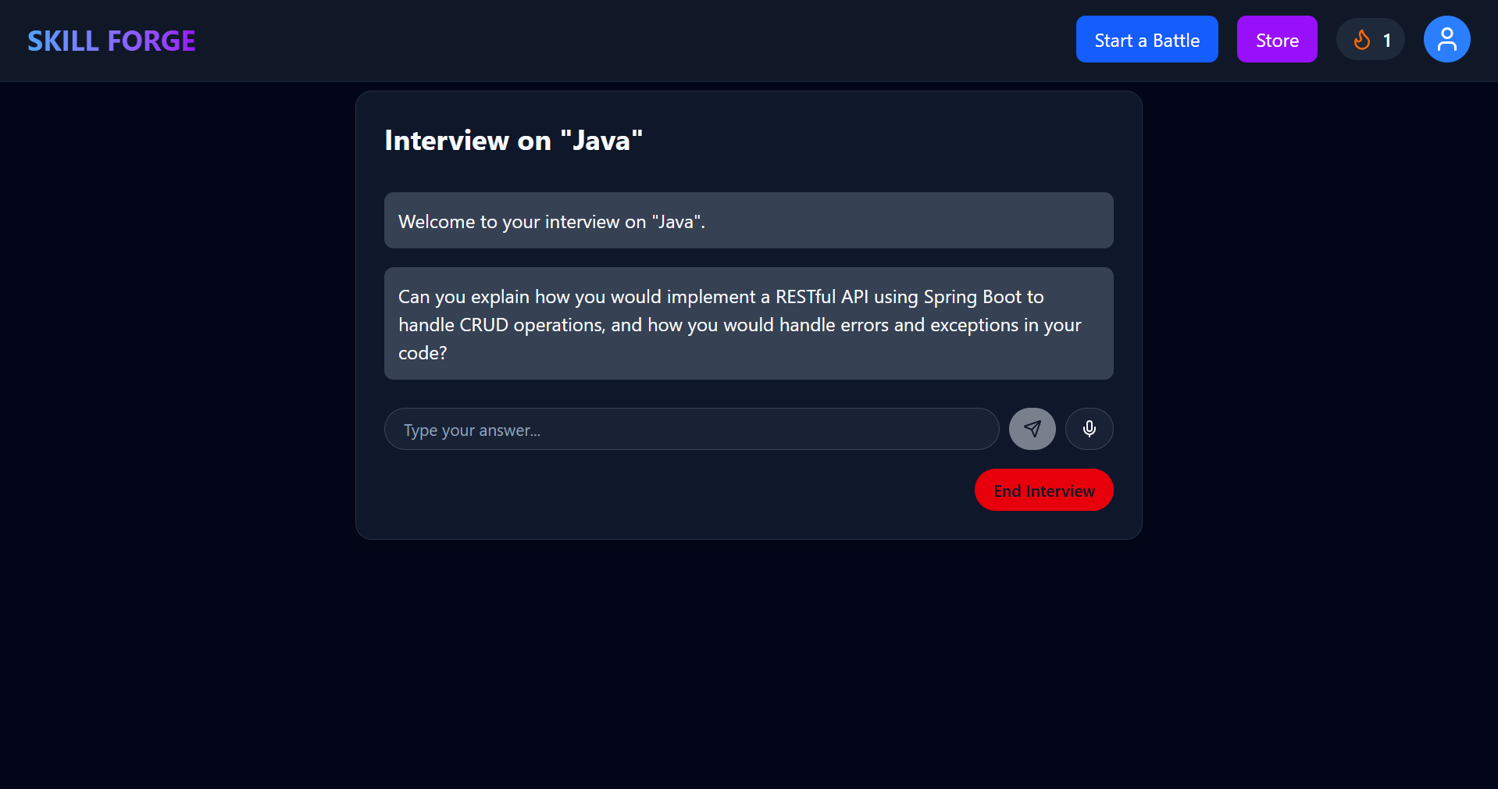 SKILL FORGE
Start a Battle
Store
1
Interview on "Java"
Welcome to your interview on "Java".
Can you explain how you would implement a RESTful API using Spring Boot to
handle CRUD operations, and how you would handle errors and exceptions in your
code?
Type your answer...
End Interview